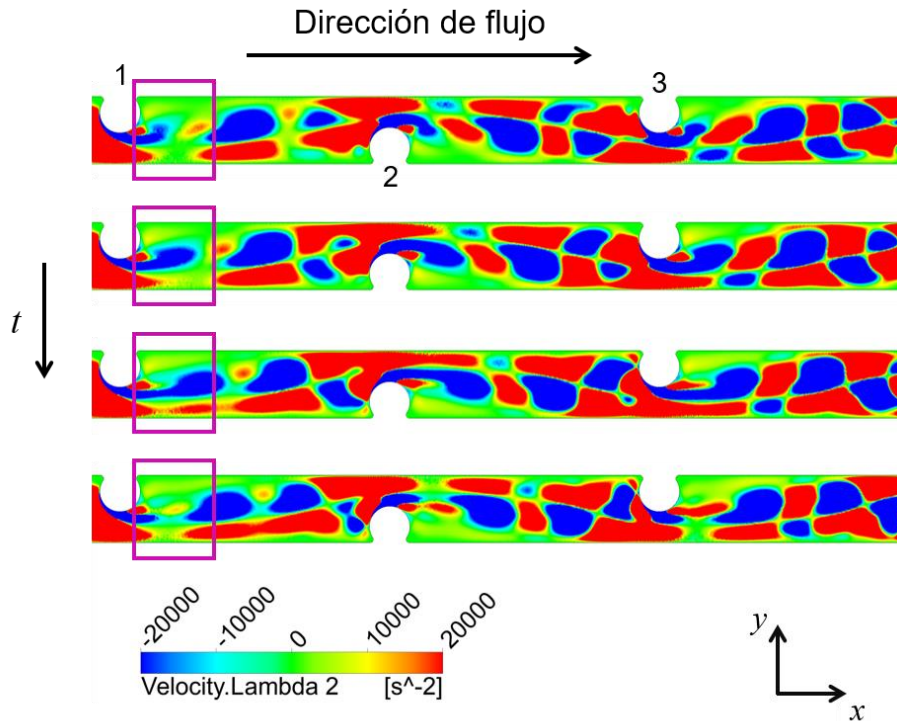 Dirección de flujo
1
3
2
t
-20000
-10000
0
10000
20000
Velocity.Lambda 2
[s^-2]
y
x